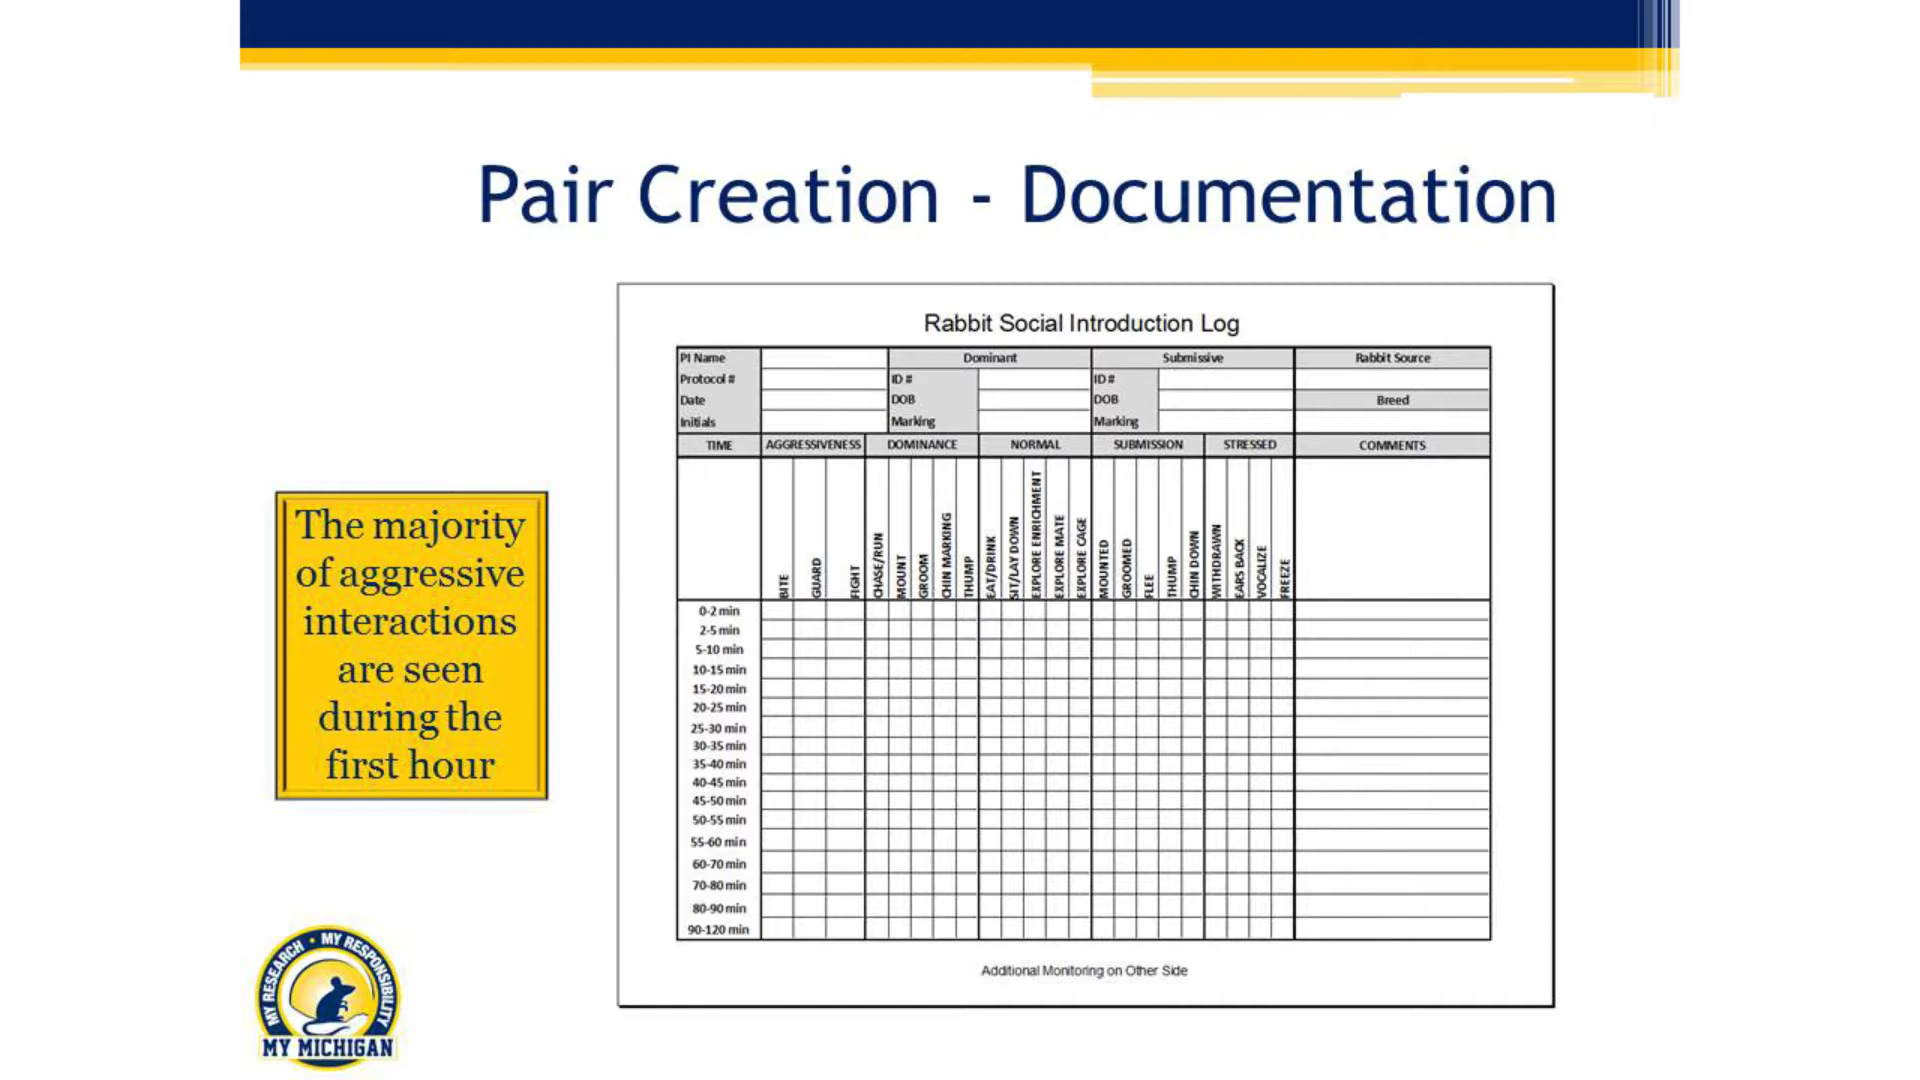 Pair Creation - Documentation
Rabbit Social Introduction Log
PI Name Dominant Submissive Rabbit Source
Protocol # ID # ID #
Date DOB DOB Breed
Initials Marking Marking
TIME AGGRESSIVENESS DOMINANCE NORMAL SUBMISSION STRESSED COMMENTS
BITE
GUARD
FIGHT
CHASE/RUN
MOUNT
GROOM
CHIN MARKING
THUMP
EAT/DRINK
SIT/LAY DOWN
EXPLORE ENRICHMENT
EXPLORE MATE
EXPLORE CAGE
MOUNTED
GROOMED
FLEE
THUMP
CHIN DOWN
WITHDRAWN
EARS BACK
VOCALIZE
FREEZE
0-2 min
2-5 min
5-10 min
10-15 min
15-20 min
20-25 min
25-30 min
30-35 min
35-40 min
40-45 min
45-50 min
50-55 min
55-60 min
60-70 min
70-80 min
80-90 min
90-120 min
Additional Monitoring on Other Side
The majority
of aggressive
interactions
are seen
during the
first hour
MY RESEARCH • MY RESPONSIBILITY
MY MICHIGAN